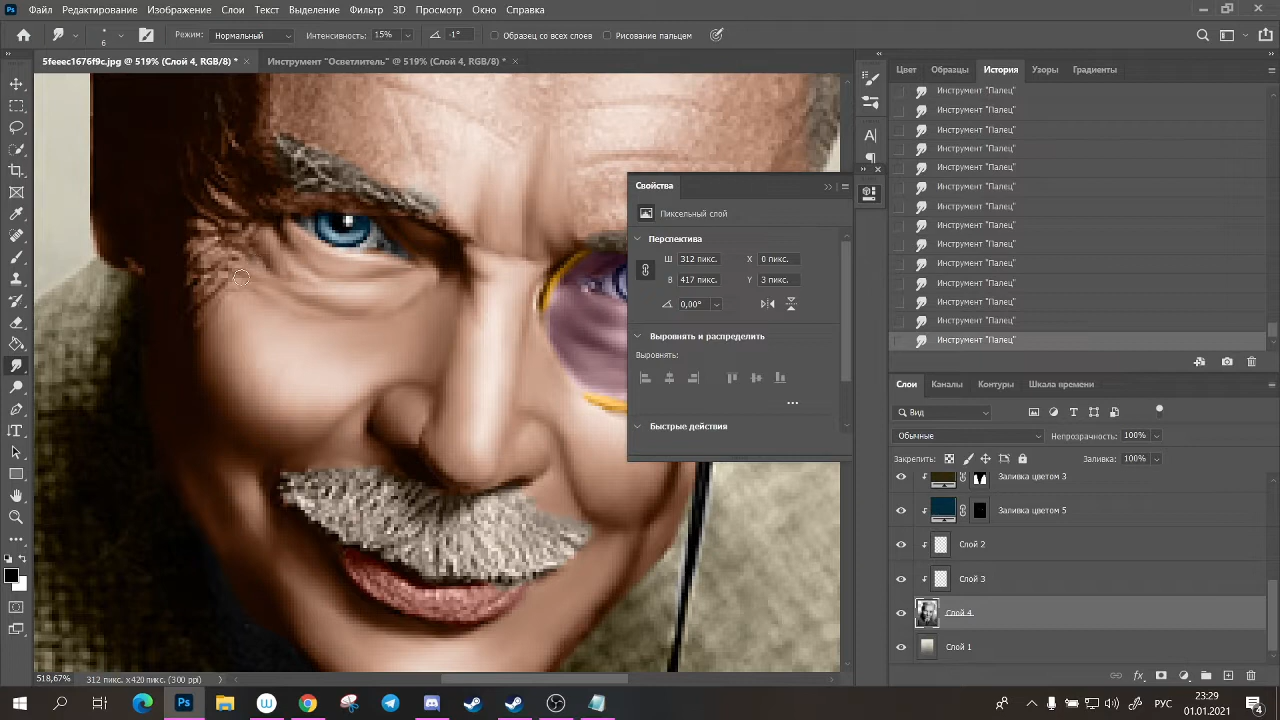 Файл Редактирование Изображение Слои Текст Выделение Фильтр 3D Просмотр Окно Справка
6 Режим: Нормальный Интенсивность: 15% -1° Образец со всех слоев Рисование пальцем
5feeec1676f9c.jpg @ 519% (Слой 4, RGB/8) * Инструмент "Осветлитель" @ 519% (Слой 4, RGB/8) *
Цвет Образцы История Узоры Градиенты
Инструмент "Палец"
Инструмент "Палец"
Инструмент "Палец"
Инструмент "Палец"
Инструмент "Палец"
Инструмент "Палец"
Инструмент "Палец"
Инструмент "Палец"
Инструмент "Палец"
Инструмент "Палец"
Инструмент "Палец"
Инструмент "Палец"
Инструмент "Палец"
Инструмент "Палец"
Свойства
Пиксельный слой
Перспектива
Ш 312 пикс. X 0 пикс.
В 417 пикс. Y 3 пикс.
0,00°
Выровнять и распределить
Выровнять:
Быстрые действия
Слои Каналы Контуры Шкала времени
Вид
Обычные Непрозрачность: 100%
Закрепить: Заливка: 100%
Заливка цветом 3
Заливка цветом 5
Слой 2
Слой 3
Слой 4
Слой 1
518,67% 312 пикс. x 420 пикс. (300 ppi)
РУС
23:29
01.01.2021